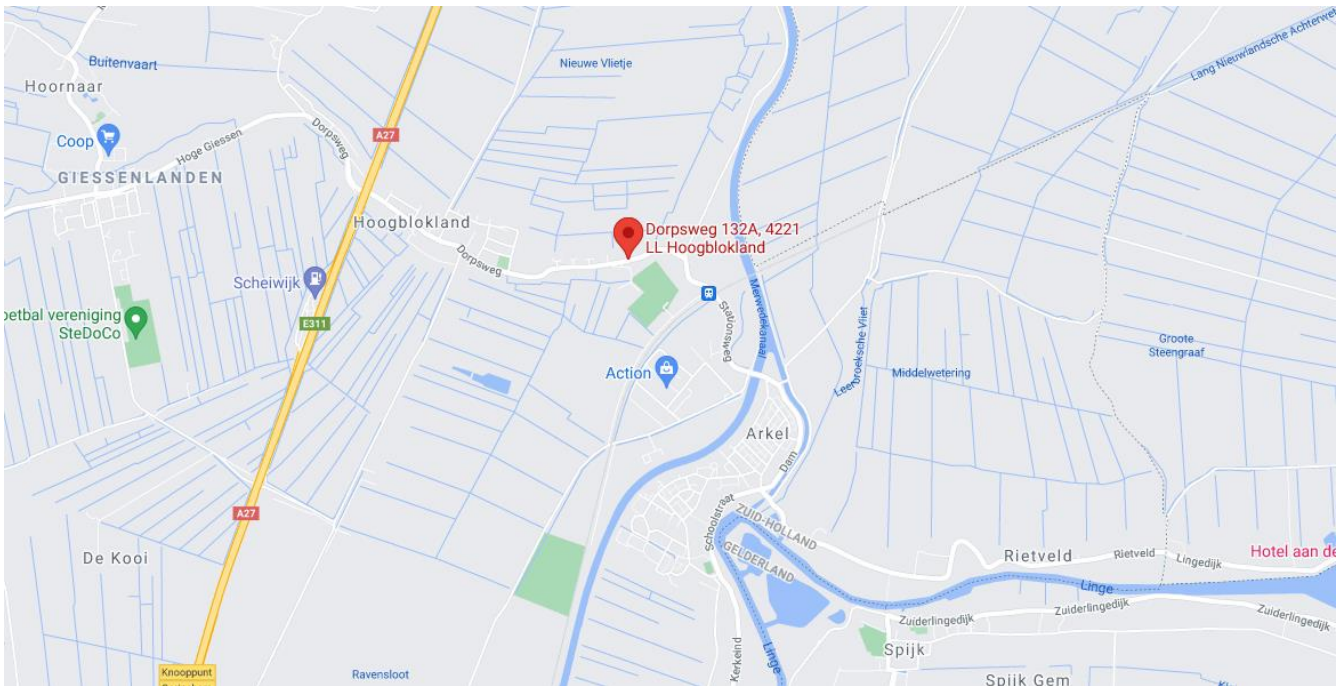 Buitenvaart
Nieuwe Vlietje
Lang Nieuwlandsche Achterwet
Hoornaar
Coop
Hoge Giessen
Dorpsweg
A27
GIESSENLANDEN
Hoogblokland
Dorpsweg
Dorpsweg 132A, 4221
LL Hoogblokland
Scheiwijk
E311
oetbal vereniging
SteDoCo
Stationsweg
Merwedekanaal
Leerbroeksche Vliet
Groote
Steengraaf
Middelwetering
Action
Arkel
Dam
Schoolstraat
A27
ZUID-HOLLAND
GELDERLAND
De Kooi
Rietveld
Rietveld
Lingedijk
Hotel aan de
Linge
Zuiderlingedijk
Zuiderlingedijk
Zuiderlingedijk
Kerkeind
Linge
Spijk
Knooppunt
Ravensloot
Spijk Gem